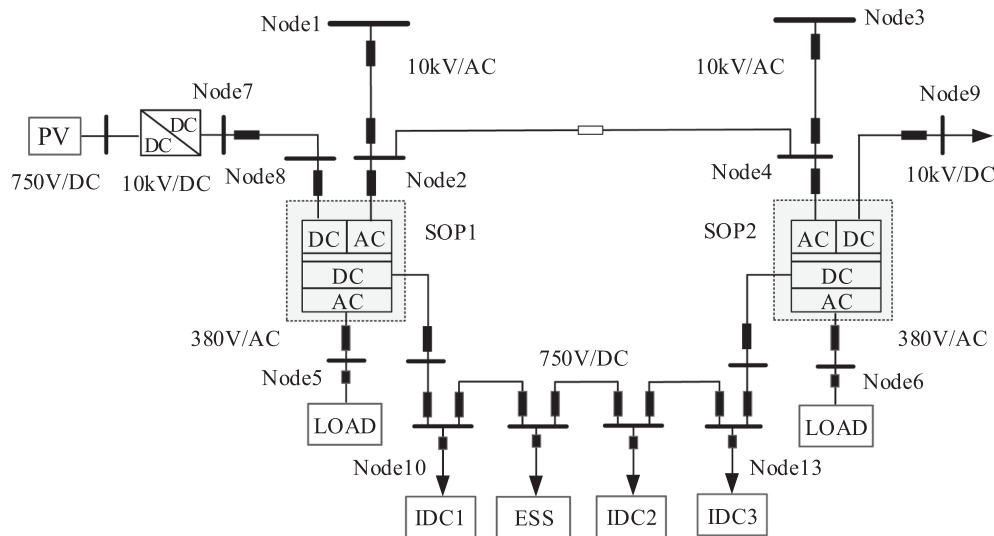 Node1
Node3
10kV/AC
10kV/AC
Node7
Node9
PV
DC
DC
750V/DC
10kV/DC
Node8
Node2
Node4
10kV/DC
SOP1
SOP2
DC
AC
AC
DC
DC
DC
AC
AC
380V/AC
750V/DC
380V/AC
Node5
Node6
LOAD
LOAD
Node10
Node13
IDC1
ESS
IDC2
IDC3